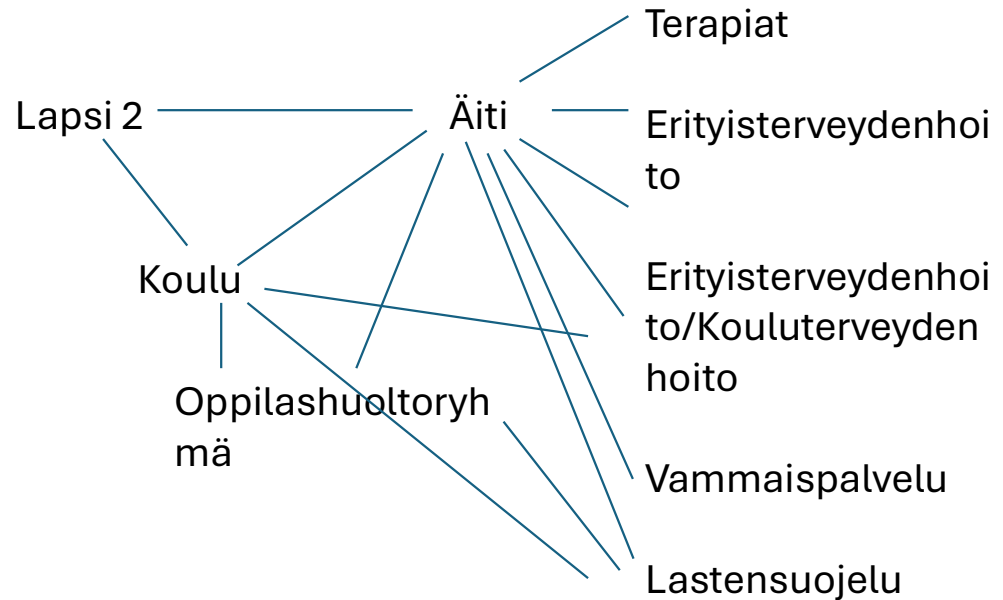 Terapiat
Lapsi 2
Äiti
Erityisterveydenhoi
to
Koulu
Erityisterveydenhoi
to/Kouluterveyden
hoito
Oppilashuoltoryh
mä
Vammaispalvelu
Lastensuojelu